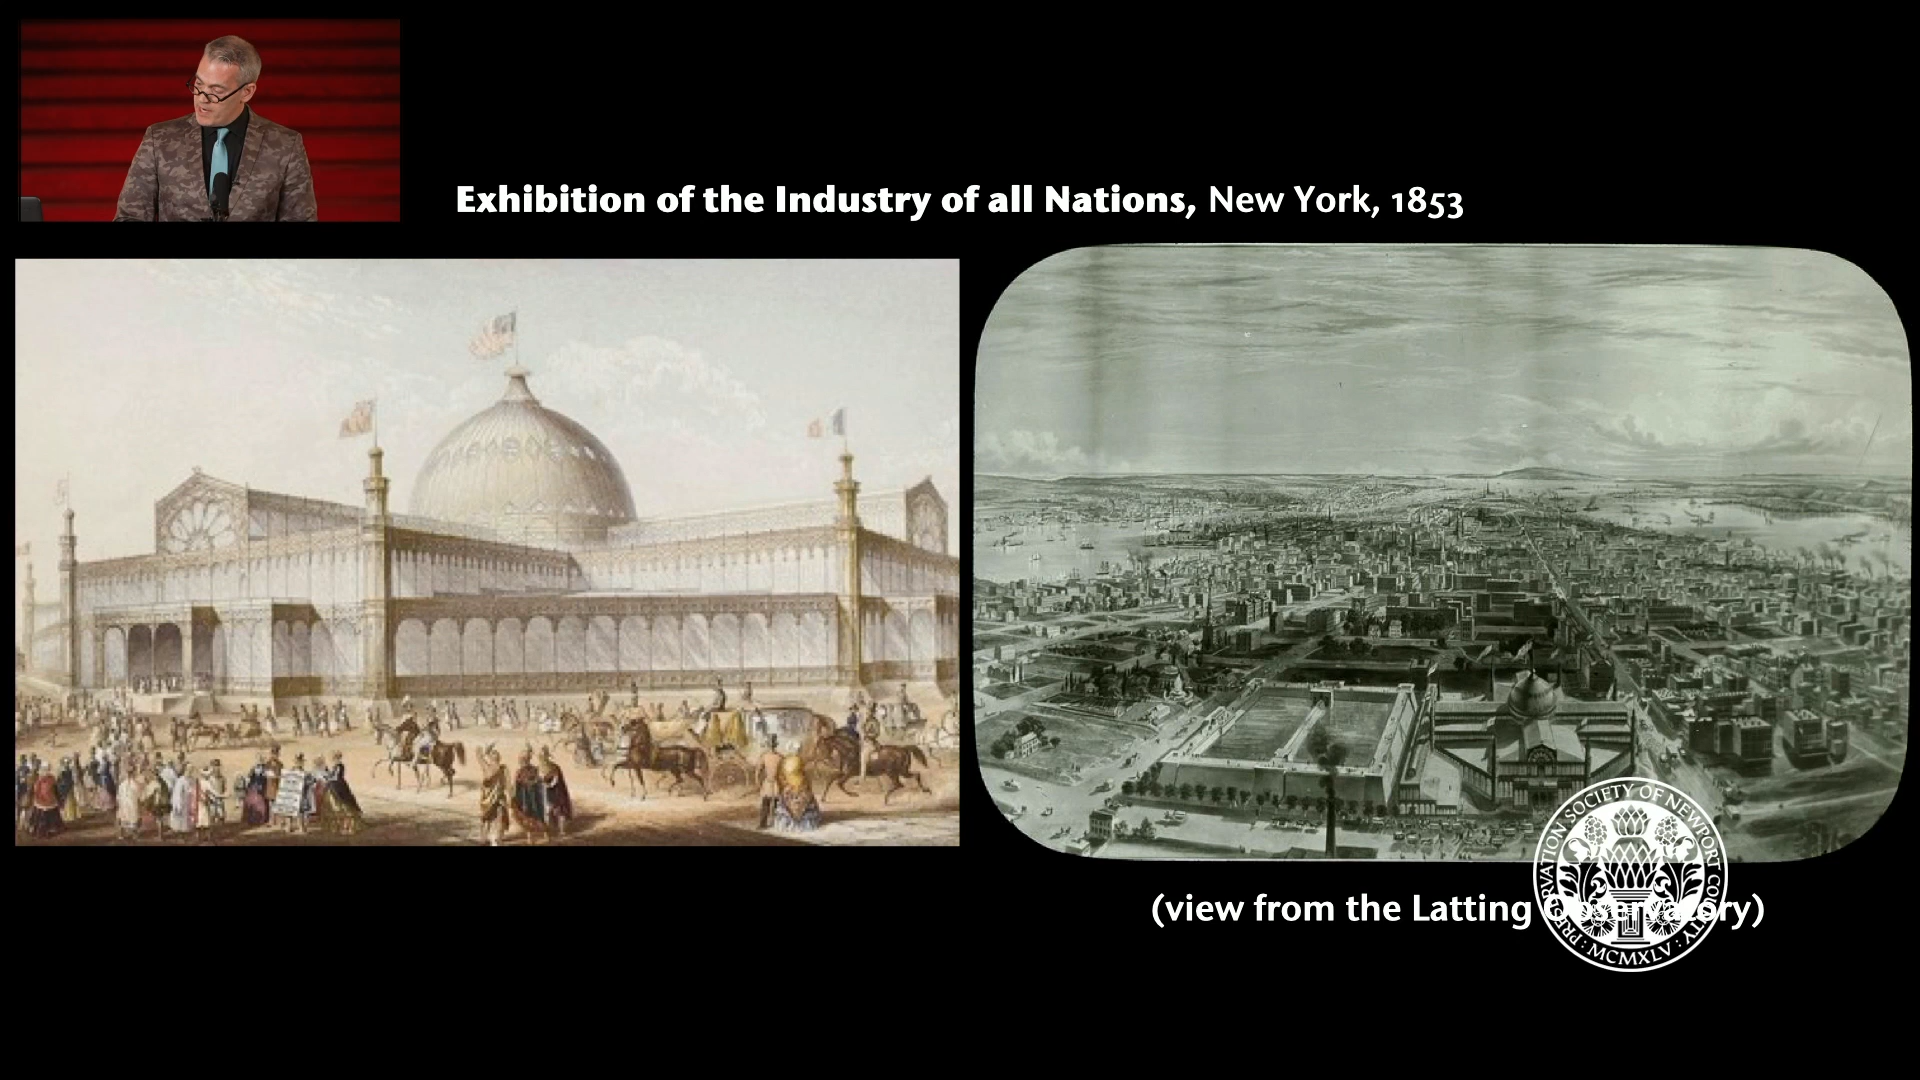 Exhibition of the Industry of all Nations, New York, 1853
(view from the Latting Observatory)
PRESERVATION SOCIETY OF NEWPORT COUNTY
: MCMXLV :